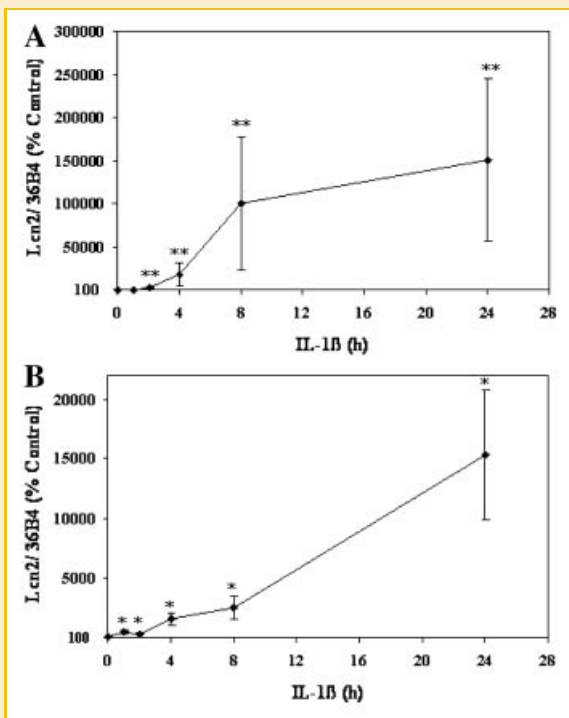 A
Lcn2/ 36B4 (% Control)
300000
250000
200000
150000
100000
50000
100
**
**
**
**
0 4 8 12 16 20 24 28
IL-1ß (h)
B
Lcn2/ 36B4 (% Control)
20000
15000
10000
5000
100
* *
*
*
*
0 4 8 12 16 20 24 28
IL-1ß (h)